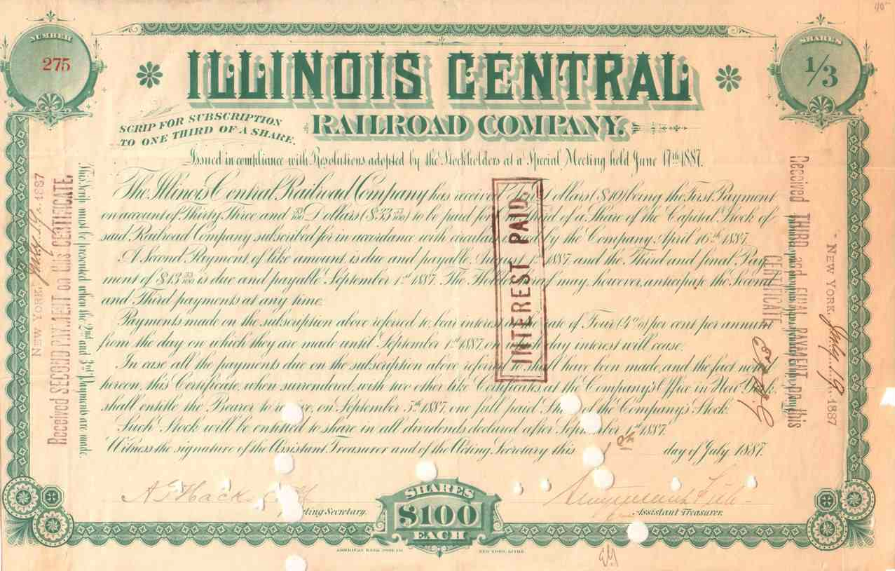 NUMBER
275
SHARES
1/3
ILLINOIS CENTRAL
RAILROAD COMPANY.
SCRIP FOR SUBSCRIPTION
TO ONE THIRD OF A SHARE.
Issued in compliance with Resolutions adopted by the Stockholders at a Special Meeting held June 17th 1887.
The Illinois Central Railroad Company has received Dollars ($10) being the First Payment
on account of Thirty Three and 33/100 Dollars ($33 33/100) to be paid for of a Share of the Capital Stock of
said Railroad Company subscribed for in accordance with circular by the Company April 16th 1887.
A Second Payment of like amount is due and payable August 1st 1887 and the Third and final Pay
ment of $13 33/100 is due and payable September 1st 1887. The Holder may, however, anticipate the Second
and Third payments at any time.
Payments made on the subscription above referred to, bear interest rate of Four (4%) per cent per annum
from the day on which they are made until September 1st 1887 on day interest will cease.
In case all the payments due on the subscription above referred shall have been made, and the fact noted
hereon, this Certificate when surrendered, with two other like Certificates, at the Company's Office in New York,
shall entitle the Bearer to receive, on September 5th 1887, one full paid Share of the Company's Stock.
Such Stock will be entitled to share in all dividends declared after September 1st 1887.
Witness the signature of the Assistant Treasurer and of the Acting Secretary this 1st day of July, 1887.
INTEREST PAID
NEW YORK, July 19 1887
Received SECOND PAYMENT on this CERTIFICATE.
This Scrip must be presented when the 2nd and 3rd Payments are made.
Received THIRD and FINAL PAYMENT on this
CERTIFICATE
NEW YORK, July 19 1887
A. G. Hackstaff
Acting Secretary.
SHARES
$100
EACH
Assistant Treasurer.
AMERICAN BANK NOTE CO. NEW YORK